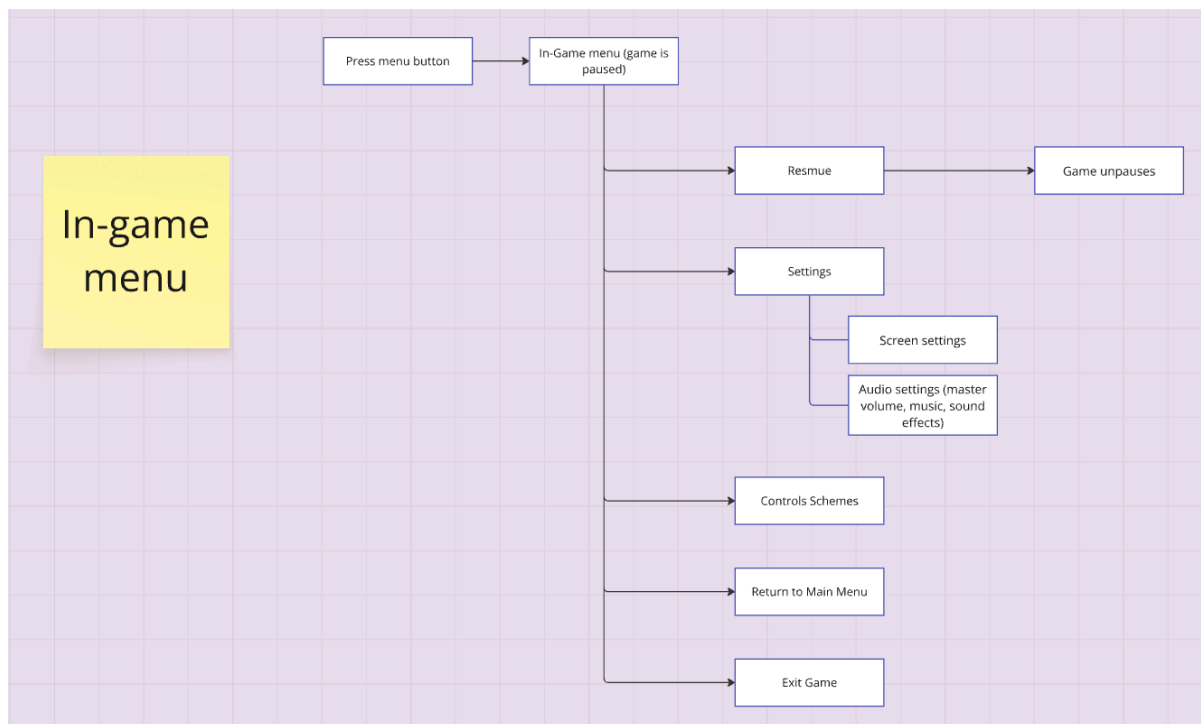 Press menu button
In-Game menu (game is
paused)
In-game
menu
Resmue
Game unpauses
Settings
Screen settings
Audio settings (master
volume, music, sound
effects)
Controls Schemes
Return to Main Menu
Exit Game